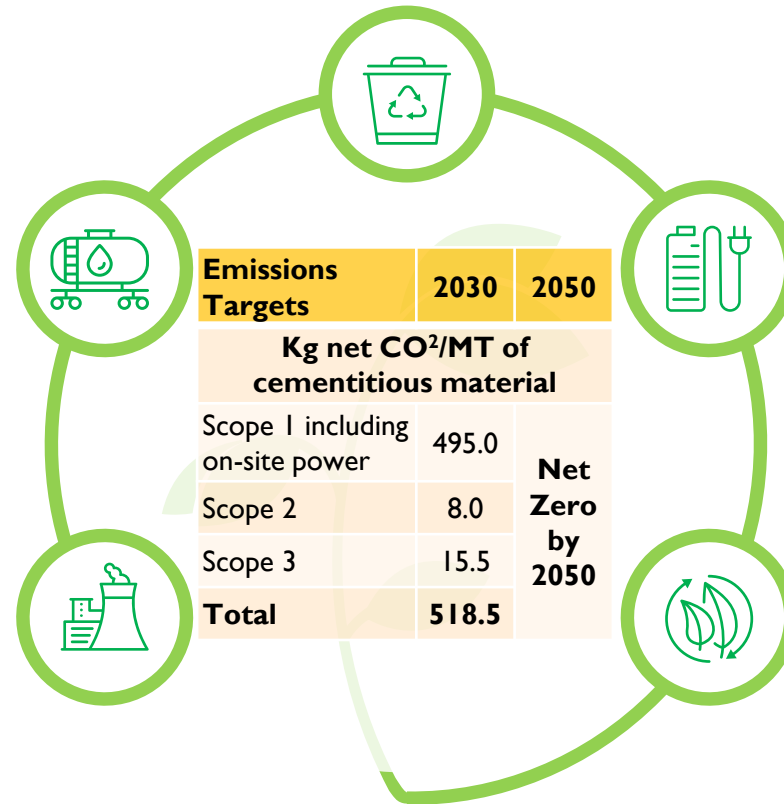 Emissions
Targets
2030
2050
Kg net CO²/MT of
cementitious material
Scope 1 including
on-site power
495.0
Net
Zero
by
2050
Scope 2
8.0
Scope 3
15.5
Total
518.5